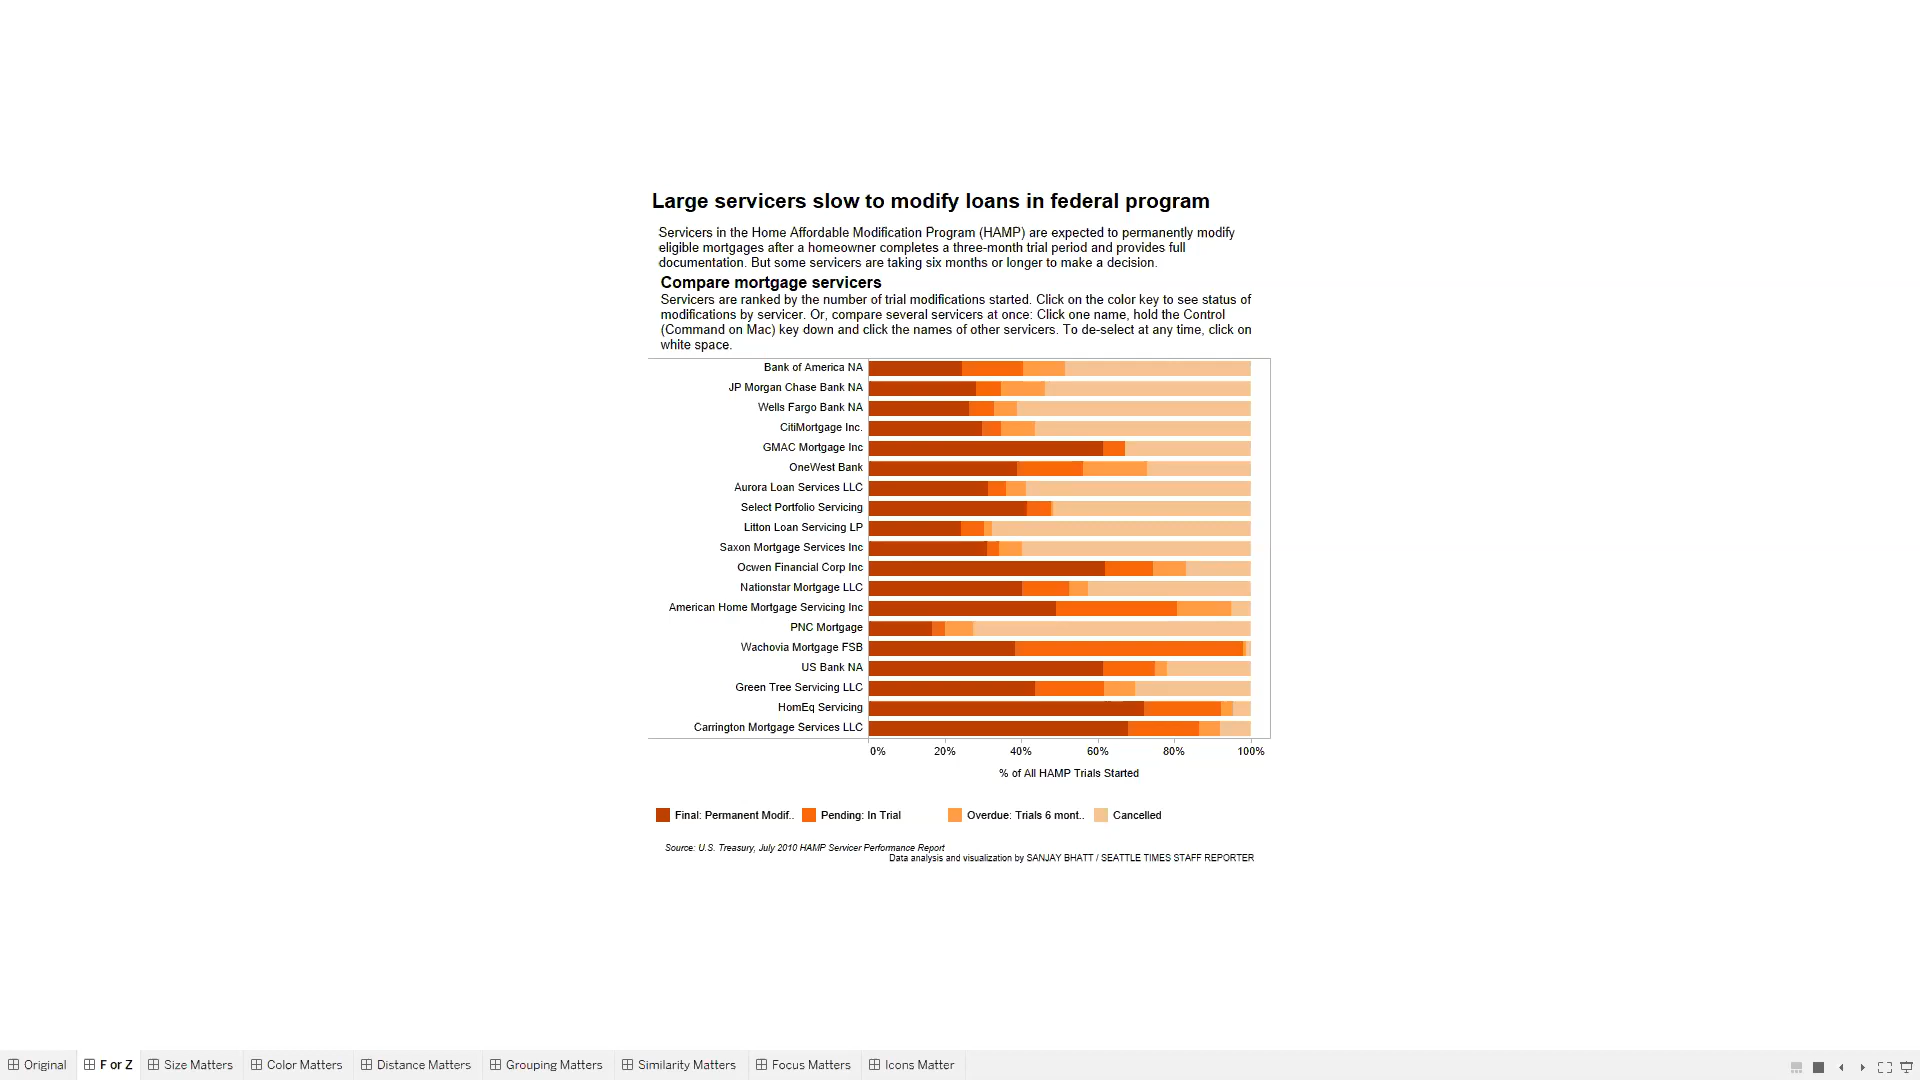 Large servicers slow to modify loans in federal program
Servicers in the Home Affordable Modification Program (HAMP) are expected to permanently modify
eligible mortgages after a homeowner completes a three-month trial period and provides full
documentation. But some servicers are taking six months or longer to make a decision.
Compare mortgage servicers
Servicers are ranked by the number of trial modifications started. Click on the color key to see status of
modifications by servicer. Or, compare several servicers at once: Click one name, hold the Control
(Command on Mac) key down and click the names of other servicers. To de-select at any time, click on
white space.
Bank of America NA
JP Morgan Chase Bank NA
Wells Fargo Bank NA
CitiMortgage Inc.
GMAC Mortgage Inc
OneWest Bank
Aurora Loan Services LLC
Select Portfolio Servicing
Litton Loan Servicing LP
Saxon Mortgage Services Inc
Ocwen Financial Corp Inc
Nationstar Mortgage LLC
American Home Mortgage Servicing Inc
PNC Mortgage
Wachovia Mortgage FSB
US Bank NA
Green Tree Servicing LLC
HomEq Servicing
Carrington Mortgage Services LLC
0% 20% 40% 60% 80% 100%
% of All HAMP Trials Started
Final: Permanent Modif.. Pending: In Trial Overdue: Trials 6 mont.. Cancelled
Source: U.S. Treasury, July 2010 HAMP Servicer Performance Report
Data analysis and visualization by SANJAY BHATT / SEATTLE TIMES STAFF REPORTER
Original F or Z Size Matters Color Matters Distance Matters Grouping Matters Similarity Matters Focus Matters Icons Matter